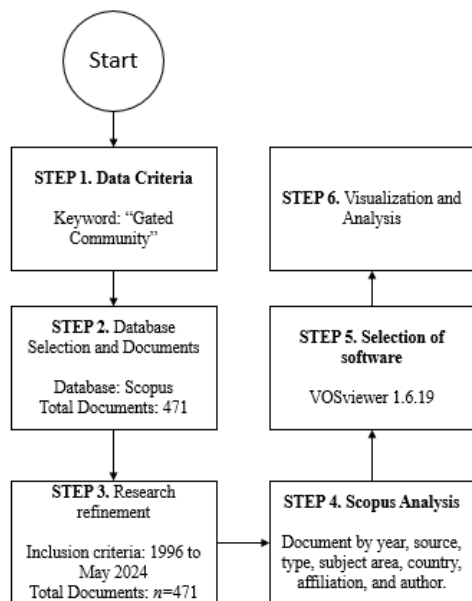 Start
STEP 1. Data Criteria
Keyword: “Gated
Community”
STEP 2. Database
Selection and Documents
Database: Scopus
Total Documents: 471
STEP 3. Research
refinement
Inclusion criteria: 1996 to
May 2024
Total Documents: n=471
STEP 4. Scopus Analysis
Document by year, source,
type, subject area, country,
affiliation, and author.
STEP 5. Selection of
software
VOSviewer 1.6.19
STEP 6. Visualization and
Analysis